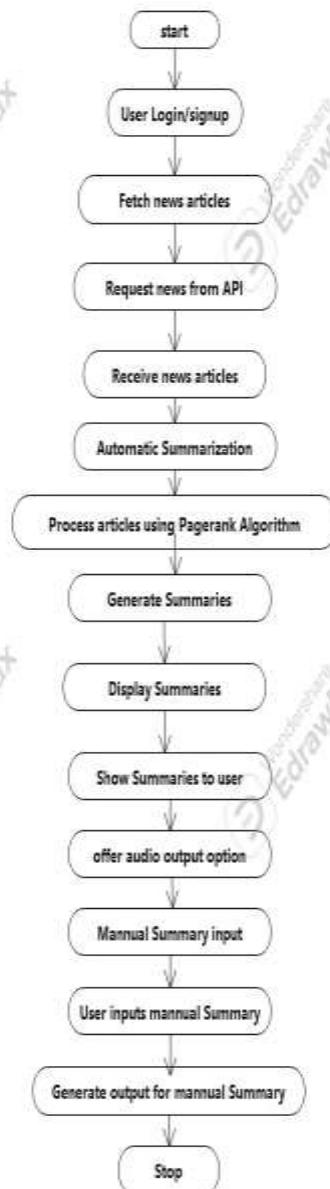 start
User Login/signup
Fetch news articles
Request news from API
Receive news articles
Automatic Summarization
Process articles using Pagerank Algorithm
Generate Summaries
Display Summaries
Show Summaries to user
offer audio output option
Mannual Summary input
User inputs mannual Summary
Generate output for mannual Summary
Stop
Wondershare
Wondershare